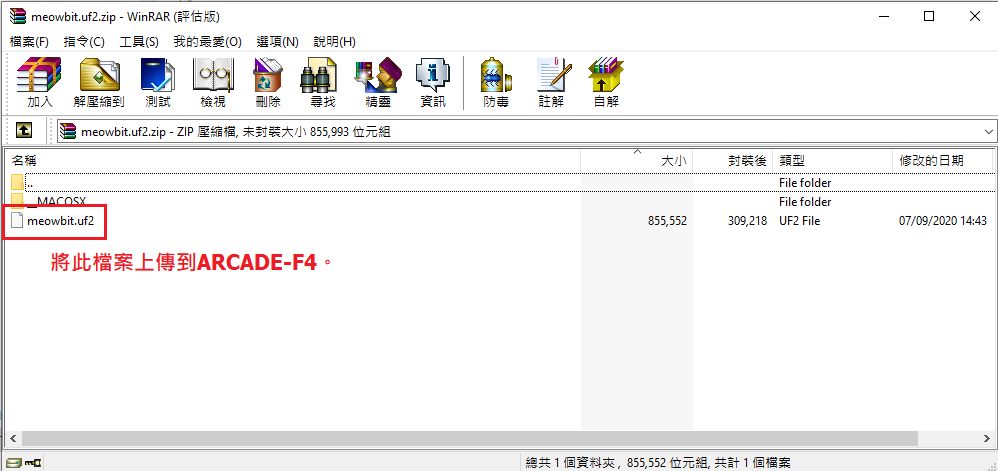 meowbit.uf2.zip - WinRAR (評估版)
檔案(F) 指令(C) 工具(S) 我的最愛(O) 選項(N) 說明(H)
加入 解壓縮到 測試 檢視 刪除 尋找 精靈 資訊 防毒 註解 自解
meowbit.uf2.zip - ZIP 壓縮檔, 未封裝大小 855,993 位元組
名稱 大小 封裝後 類型 修改的日期
.. File folder
__MACOSX File folder
meowbit.uf2 855,552 309,218 UF2 File 07/09/2020 14:43
將此檔案上傳到ARCADE-F4。
總共 1 個資料夾 , 855,552 位元組, 共計 1 個檔案